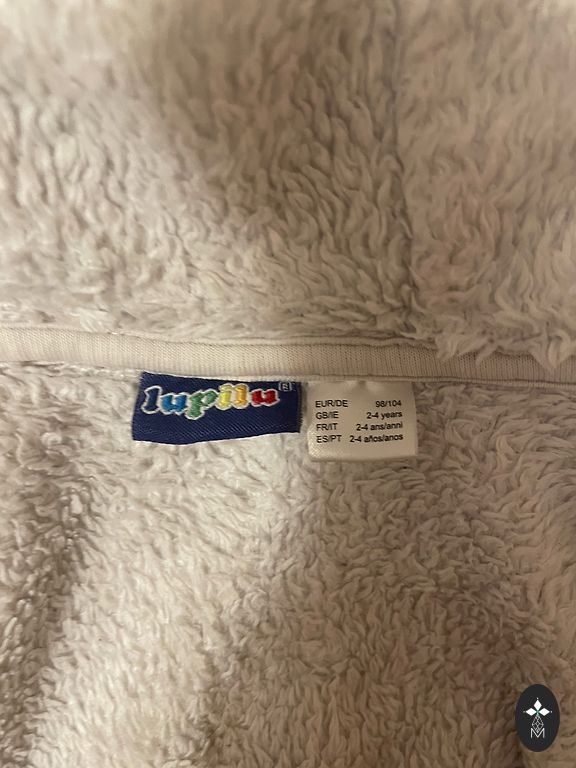 lupilu®
EUR/DE 98/104
GB/IE 2-4 years
FR/IT 2-4 ans/anni
ES/PT 2-4 años/anos
M